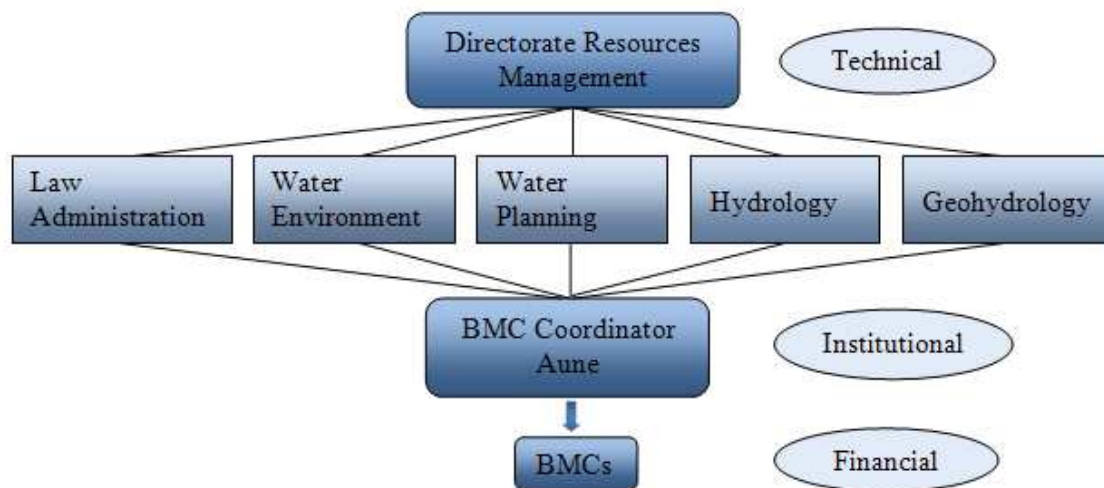 Directorate Resources
Management
Technical
Law
Administration
Water
Environment
Water
Planning
Hydrology
Geohydrology
BMC Coordinator
Aune
Institutional
BMCs
Financial